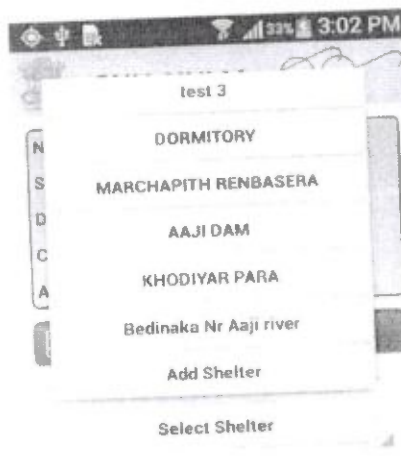 33% 3:02 PM
test 3
DORMITORY
N
MARCHAPITH RENBASERA
S
AAJI DAM
D
C
KHODIYAR PARA
A
Bedinaka Nr Aaji river
Add Shelter
Select Shelter